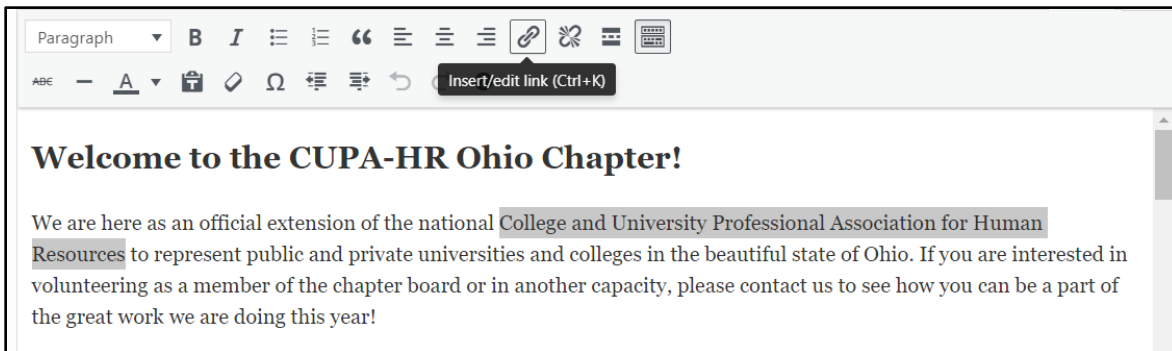 Paragraph B I
ABC A Ω Insert/edit link (Ctrl+K)
Welcome to the CUPA-HR Ohio Chapter!
We are here as an official extension of the national College and University Professional Association for Human
Resources to represent public and private universities and colleges in the beautiful state of Ohio. If you are interested in
volunteering as a member of the chapter board or in another capacity, please contact us to see how you can be a part of
the great work we are doing this year!